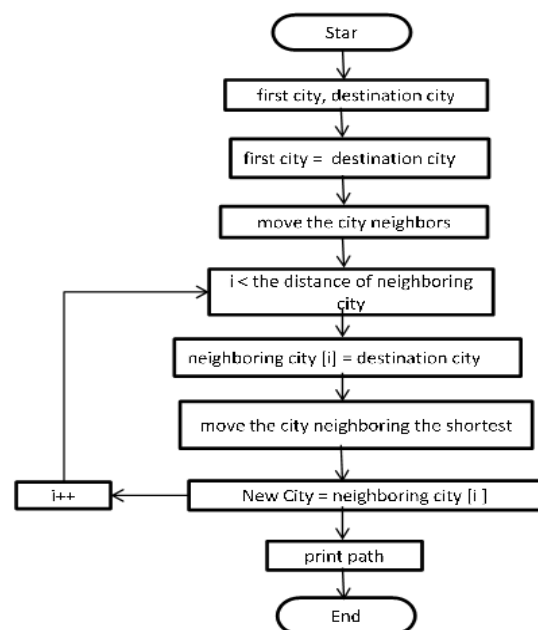 Star
first city, destination city
first city = destination city
move the city neighbors
i < the distance of neighboring
city
neighboring city [i] = destination city
move the city neighboring the shortest
i++
New City = neighboring city [i ]
print path
End